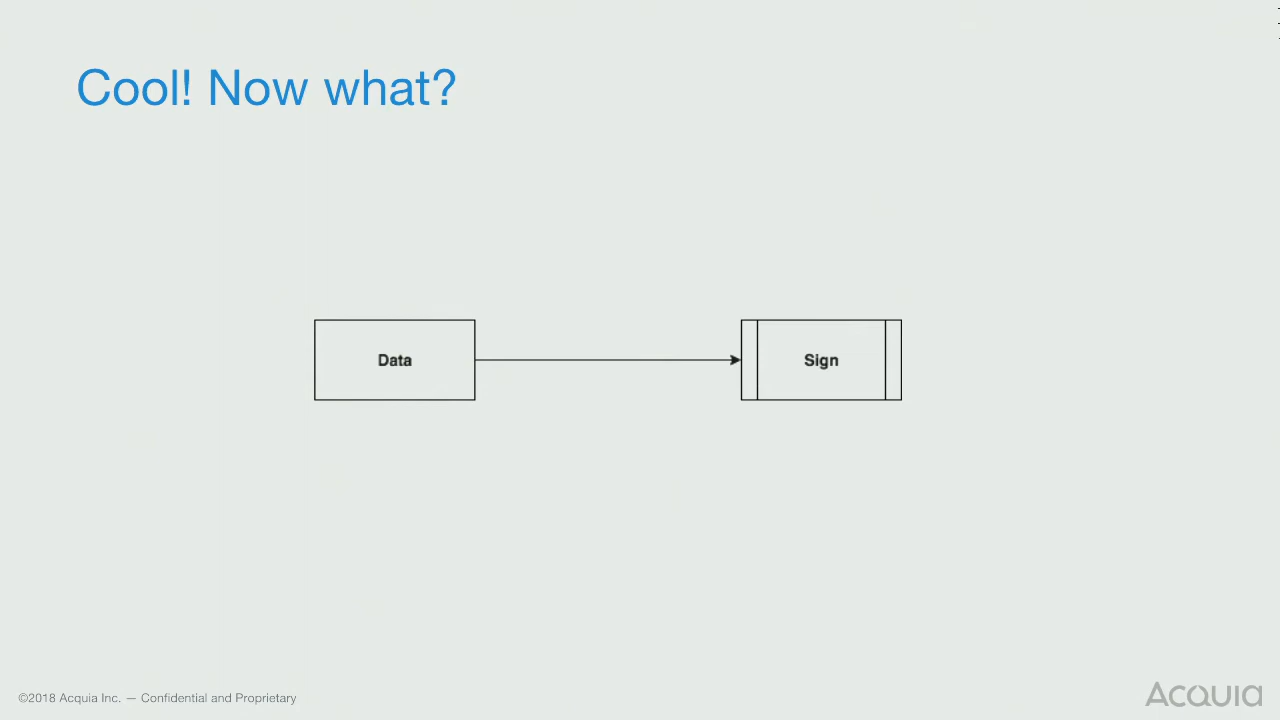 Cool! Now what?
Data
Sign
©2018 Acquia Inc. — Confidential and Proprietary
Acquia